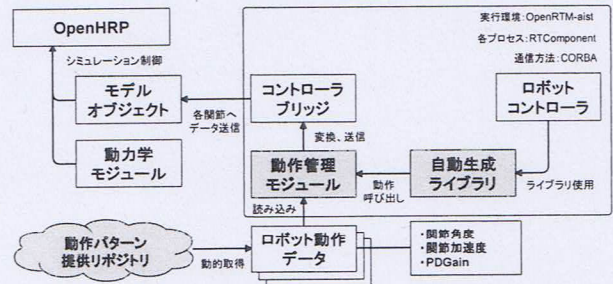 実行環境:OpenRTM-aist
各プロセス:RTComponent
通信方法:CORBA
OpenHRP
シミュレーション制御
モデル
オブジェクト
各関節へ
データ送信
コントローラ
ブリッジ
ロボット
コントローラ
変換、送信
動力学
モジュール
動作管理
モジュール
動作
呼び出し
自動生成
ライブラリ
ライブラリ使用
読み込み
動作パターン
提供リポジトリ
動的取得
ロボット動作
データ
・関節角度
・関節加速度
・PDGain